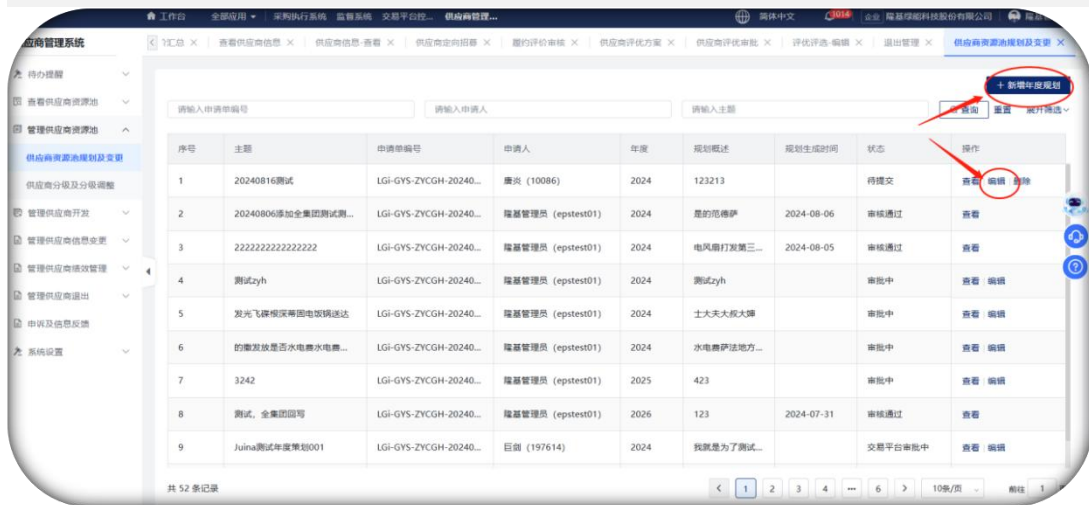 工作台 全部应用 采购执行系统 监督系统 交易平台控... 供应商管理... 简体中文 1014 企业 隆基绿能科技股份有限公司
应商管理系统
汇总 × 查看供应商信息 × 供应商信息-查看 × 供应商定向招募 × 履约评价审核 × 供应商评优方案 × 供应商评优审批 × 评优评选-编辑 × 退出管理 × 供应商资源池规划及变更 ×
待办提醒
查看供应商资源池
管理供应商资源池
供应商资源池规划及变更
供应商分级及分级调整
管理供应商开发
管理供应商信息变更
管理供应商绩效管理
管理供应商退出
申诉及信息反馈
系统设置
+ 新增年度规划
请输入申请单编号 请输入申请人 请输入主题 查询 重置 展开筛选
序号 主题 申请单编号 申请人 年度 规划概述 规划生成时间 状态 操作
1 20240816测试 LGi-GYS-ZYCGH-20240... 唐炎 (10086) 2024 123213 待提交 查看 编辑 删除
2 20240806添加全集团测试测... LGi-GYS-ZYCGH-20240... 隆基管理员 (epstest01) 2024 是的范德萨 2024-08-06 审核通过 查看
3 2222222222222222 LGi-GYS-ZYCGH-20240... 隆基管理员 (epstest01) 2024 电风扇打发第三... 2024-08-05 审核通过 查看
4 测试zyh LGi-GYS-ZYCGH-20240... 隆基管理员 (epstest01) 2024 测试zyh 审批中 查看 编辑
5 LGi-GYS-ZYCGH-20240... 隆基管理员 (epstest01) 2024 士大夫大叔大婶 审批中 查看 编辑
6 LGi-GYS-ZYCGH-20240... 隆基管理员 (epstest01) 2024 水电费萨法地方... 审批中 查看 编辑
7 3242 LGi-GYS-ZYCGH-20240... 隆基管理员 (epstest01) 2025 423 审批中 查看 编辑
8 测试，全集团回写 LGi-GYS-ZYCGH-20240... 隆基管理员 (epstest01) 2026 123 2024-07-31 审核通过 查看
9 Juina测试年度策划001 LGi-GYS-ZYCGH-20240... 巨剑 (197614) 2024 我就是为了测试... 交易平台审批中 查看 编辑
共 52 条记录 < 1 2 3 4 ... 6 > 10条/页 前往 1